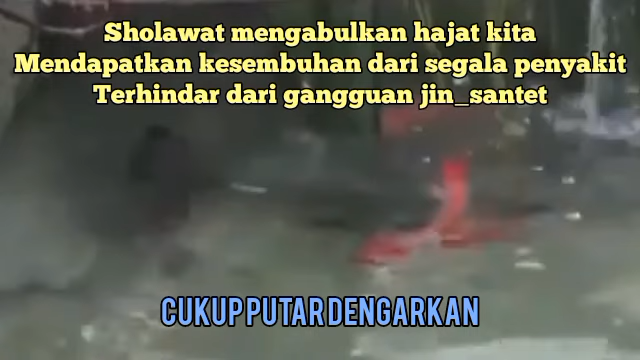 Sholawat mengabulkan hajat kita
Mendapatkan kesembuhan dari segala penyakit
Terhindar dari gangguan jin_santet
CUKUP PUTAR DENGARKAN